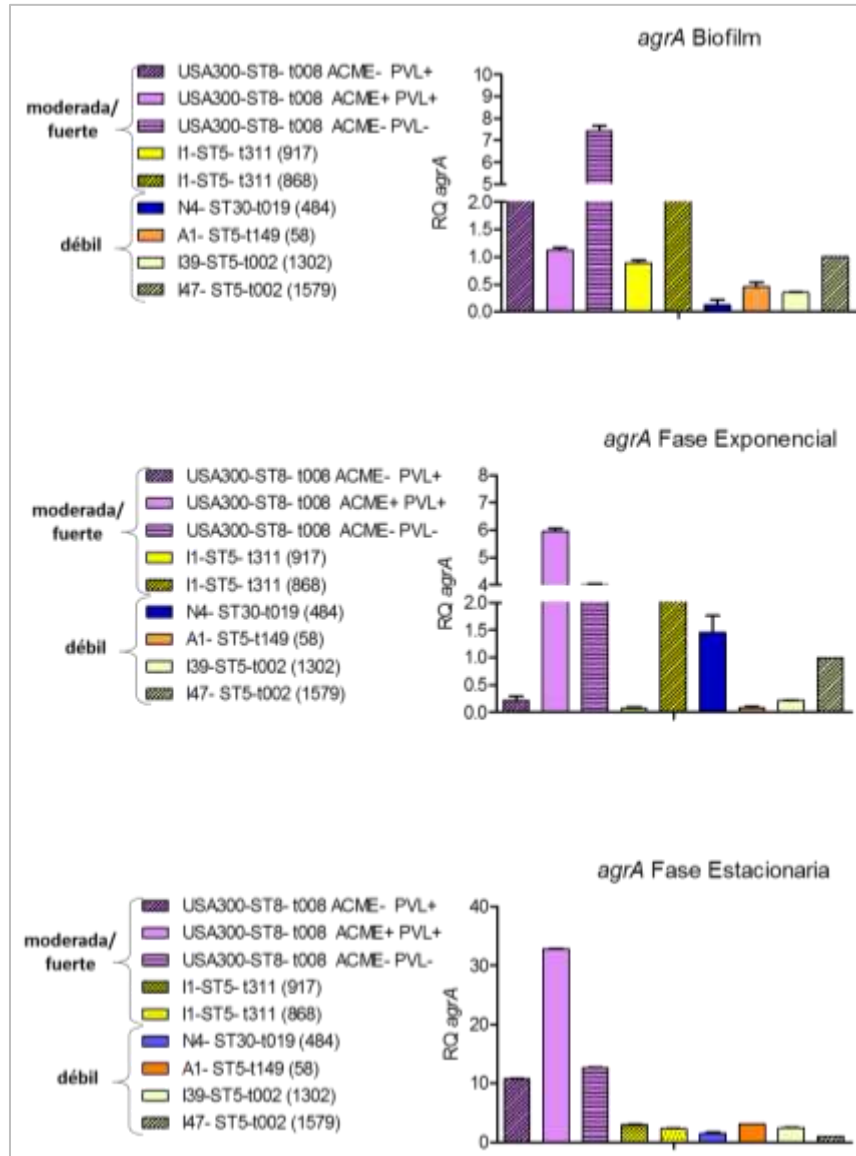 agrA Biofilm
moderada/
fuerte
débil
USA300-ST8- t008 ACME- PVL+
USA300-ST8- t008 ACME+ PVL+
USA300-ST8- t008 ACME- PVL-
I1-ST5- t311 (917)
I1-ST5- t311 (868)
N4- ST30-t019 (484)
A1- ST5-t149 (58)
I39-ST5-t002 (1302)
I47- ST5-t002 (1579)
RQ agrA
10
9
8
7
6
5
2.0
1.5
1.0
0.5
0.0
agrA Fase Exponencial
moderada/
fuerte
débil
USA300-ST8- t008 ACME- PVL+
USA300-ST8- t008 ACME+ PVL+
USA300-ST8- t008 ACME- PVL-
I1-ST5- t311 (917)
I1-ST5- t311 (868)
N4- ST30-t019 (484)
A1- ST5-t149 (58)
I39-ST5-t002 (1302)
I47- ST5-t002 (1579)
RQ agrA
8
7
6
5
4
2.0
1.5
1.0
0.5
0.0
agrA Fase Estacionaria
moderada/
fuerte
débil
USA300-ST8- t008 ACME- PVL+
USA300-ST8- t008 ACME+ PVL+
USA300-ST8- t008 ACME- PVL-
I1-ST5- t311 (917)
I1-ST5- t311 (868)
N4- ST30-t019 (484)
A1- ST5-t149 (58)
I39-ST5-t002 (1302)
I47- ST5-t002 (1579)
RQ agrA
40
30
20
10
0